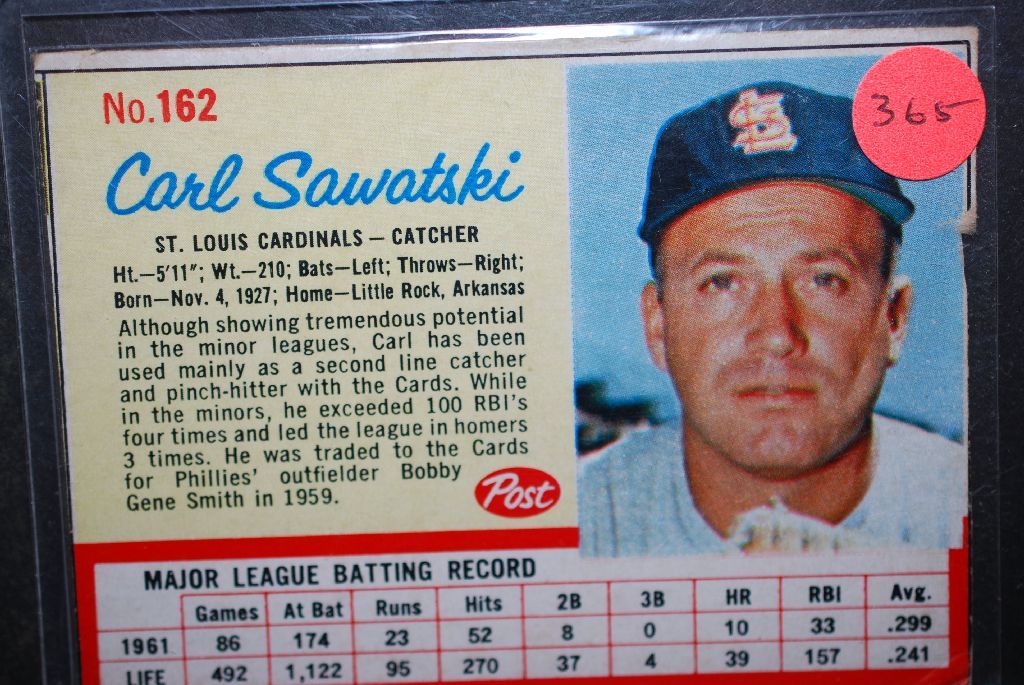 No.162
365
Carl Sawatski
ST. LOUIS CARDINALS – CATCHER
Ht.–5'11"; Wt.–210; Bats–Left; Throws–Right;
Born–Nov. 4, 1927; Home–Little Rock, Arkansas
Although showing tremendous potential
in the minor leagues, Carl has been
used mainly as a second line catcher
and pinch-hitter with the Cards. While
in the minors, he exceeded 100 RBI's
four times and led the league in homers
3 times. He was traded to the Cards
for Phillies' outfielder Bobby
Gene Smith in 1959.
Post
StL
MAJOR LEAGUE BATTING RECORD
Games At Bat Runs Hits 2B 3B HR RBI Avg.
1961 86 174 23 52 8 0 10 33 .299
LIFE 492 1,122 95 270 37 4 39 157 .241